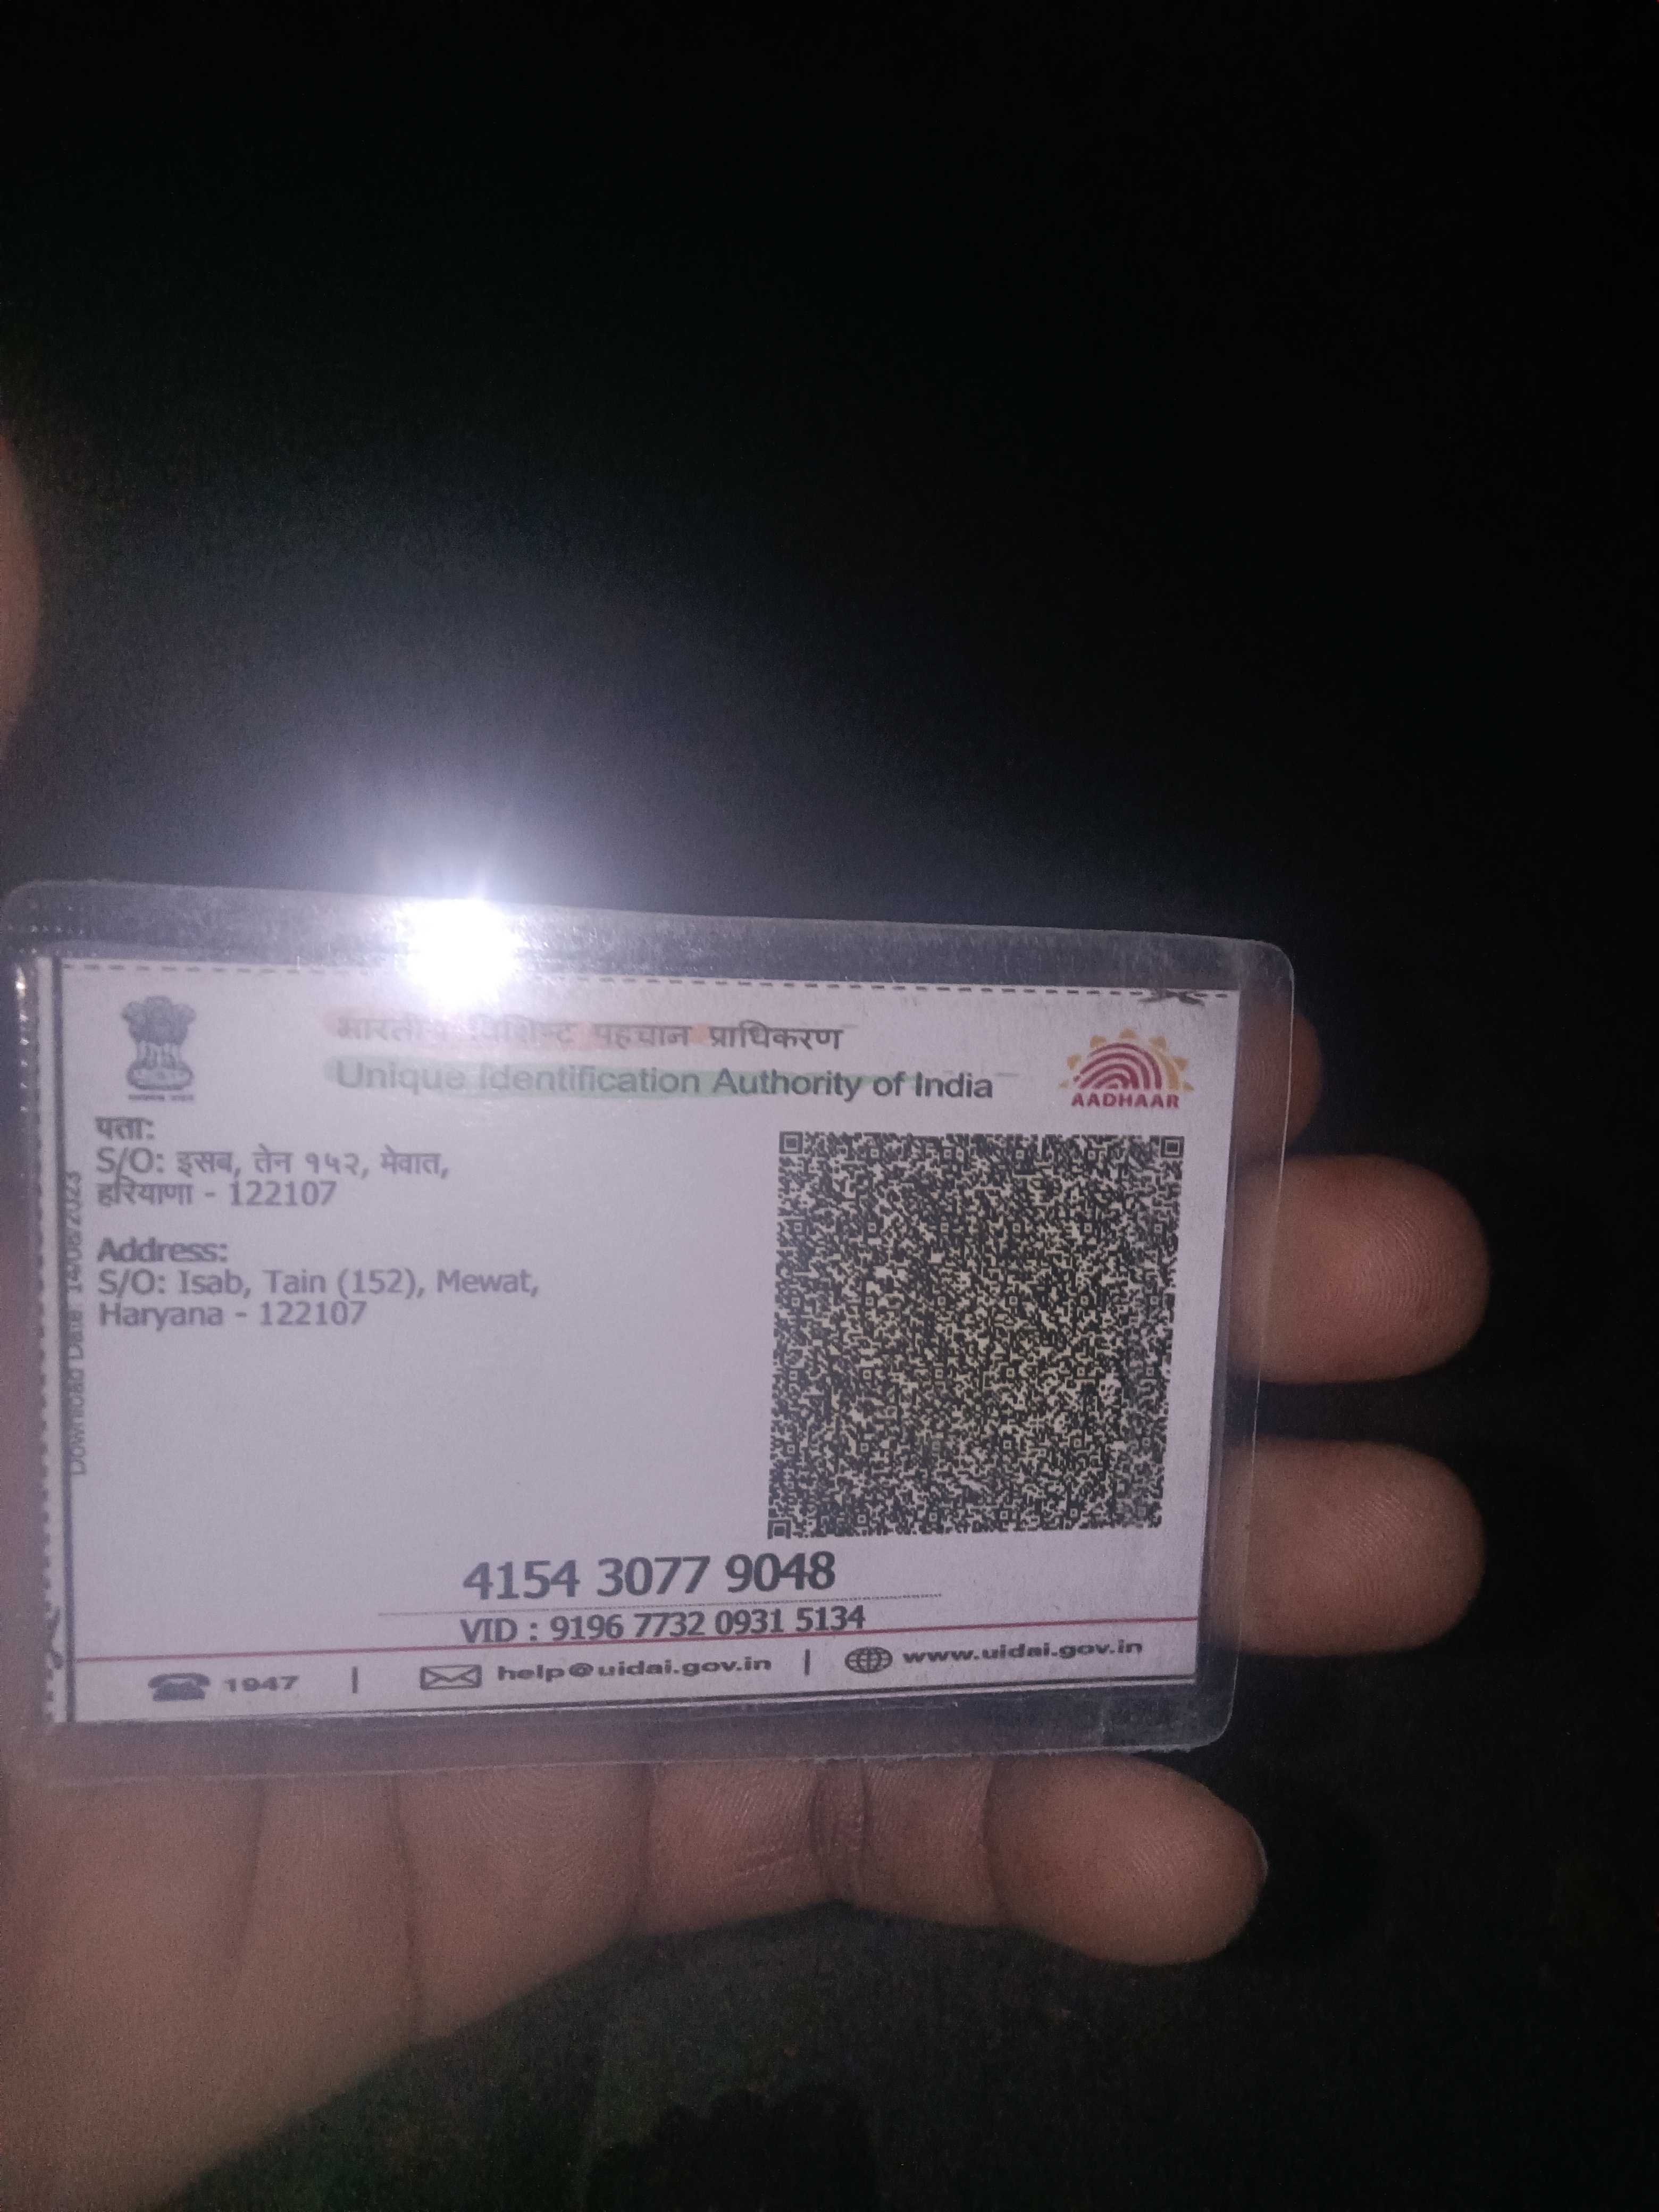 भारतीय विशिष्ट पहचान प्राधिकरण
Unique Identification Authority of India
AADHAAR
पता:
S/O: इसब, तेन १५२, मेवात,
हरियाणा - 122107
Address:
S/O: Isab, Tain (152), Mewat,
Haryana - 122107
Download Date: 14/08/2023
4154 3077 9048
VID : 9196 7732 0931 5134
1947 | help@uidai.gov.in | www.uidai.gov.in